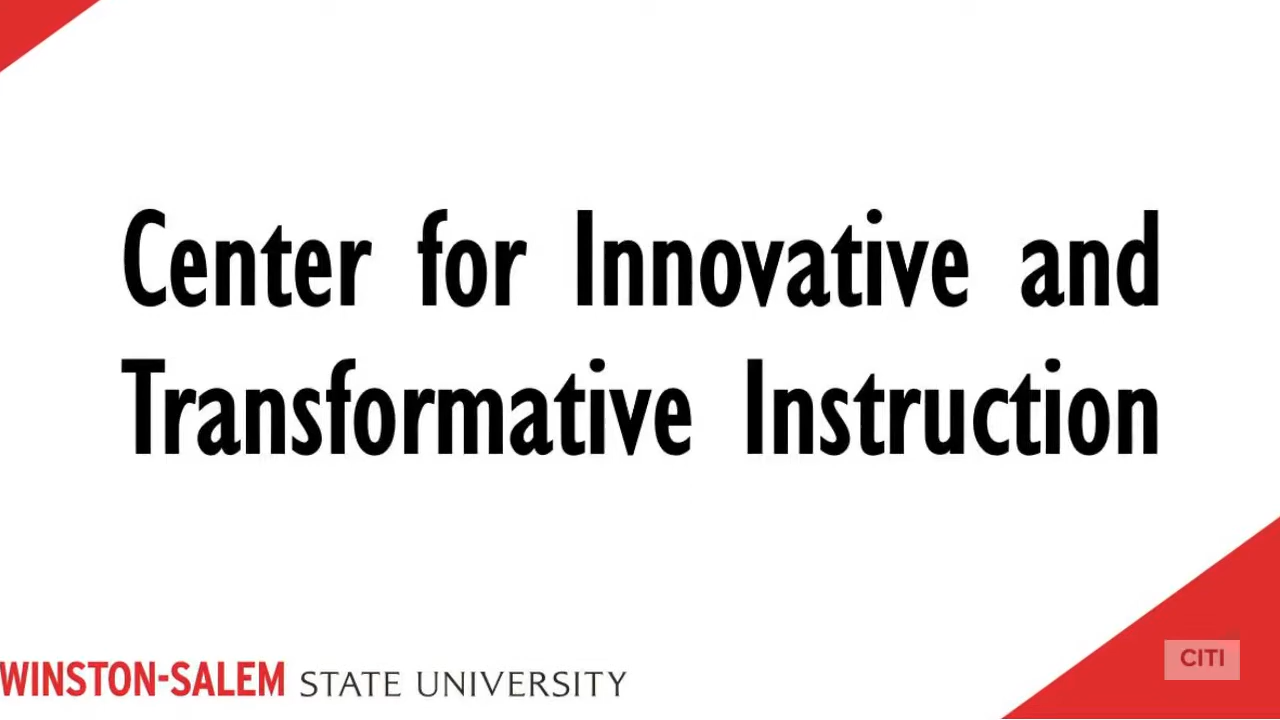 Center for Innovative and
Transformative Instruction
WINSTON-SALEM STATE UNIVERSITY
CITI